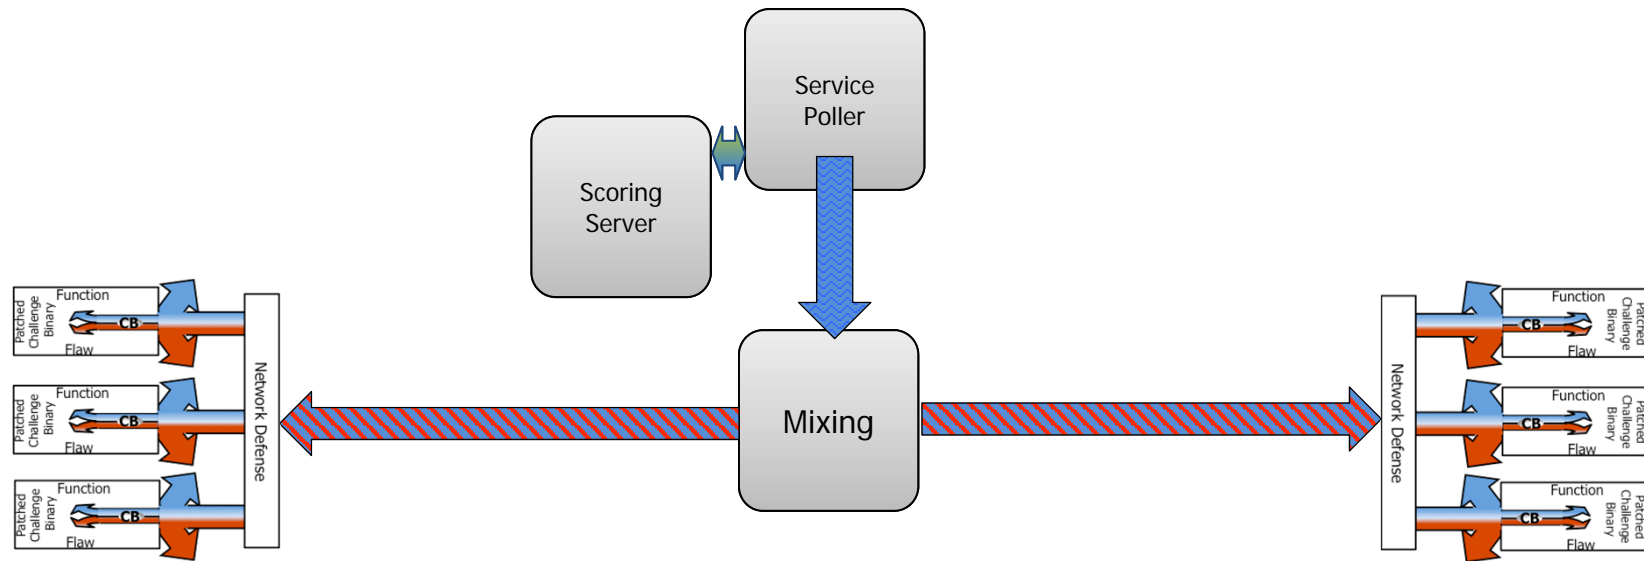 Service
Poller
Scoring
Server
Mixing
Network Defense
Patched
Challenge
Binary
Function
CB
Flaw
Patched
Challenge
Binary
Function
CB
Flaw
Patched
Challenge
Binary
Function
CB
Flaw
Network Defense
Function
CB
Flaw
Patched
Challenge
Binary
Function
CB
Flaw
Patched
Challenge
Binary
Function
CB
Flaw
Patched
Challenge
Binary